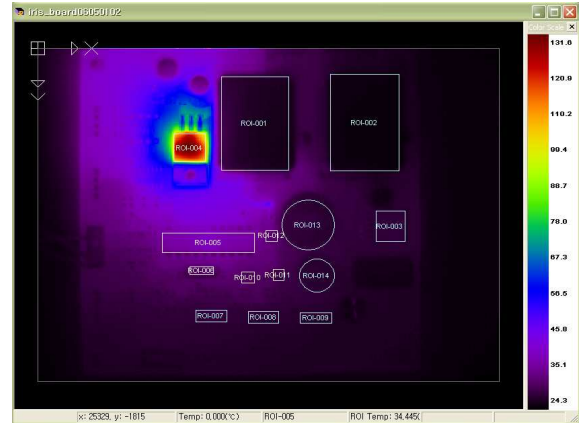 iris_board06050102
Color Scale
131.6
120.9
110.2
99.4
88.7
78.0
67.3
56.5
45.8
35.1
24.3
ROI-001
ROI-002
ROI-004
ROI-013
ROI-003
ROI-012
ROI-005
ROI-006
ROI-010
ROI-011
ROI-014
ROI-007
ROI-008
ROI-009
x: 25329, y: -1815 Temp: 0,000(℃) ROI-005 ROI Temp: 34,445(